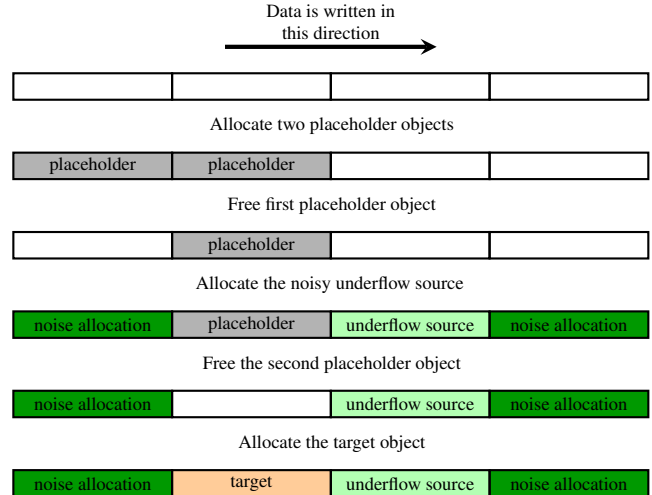 Data is written in
this direction
Allocate two placeholder objects
placeholder placeholder
Free first placeholder object
placeholder
Allocate the noisy underflow source
noise allocation placeholder underflow source noise allocation
Free the second placeholder object
noise allocation underflow source noise allocation
Allocate the target object
noise allocation target underflow source noise allocation